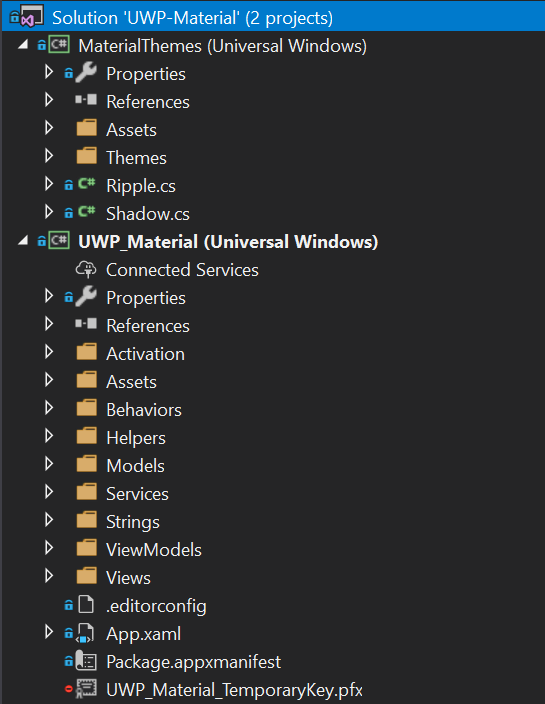 Solution 'UWP-Material' (2 projects)
C# MaterialThemes (Universal Windows)
Properties
References
Assets
Themes
C# Ripple.cs
C# Shadow.cs
C# UWP_Material (Universal Windows)
Connected Services
Properties
References
Activation
Assets
Behaviors
Helpers
Models
Services
Strings
ViewModels
Views
.editorconfig
App.xaml
Package.appxmanifest
UWP_Material_TemporaryKey.pfx